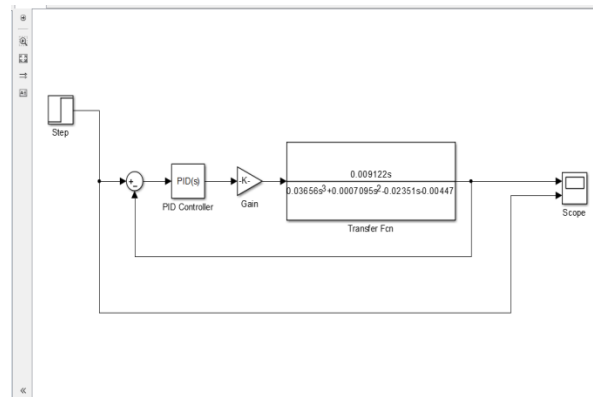 Step
+
-
PID(s)
PID Controller
-K-
Gain
0.009122s
0.03656s³+0.0007095s²-0.02351s-0.00447
Transfer Fcn
Scope